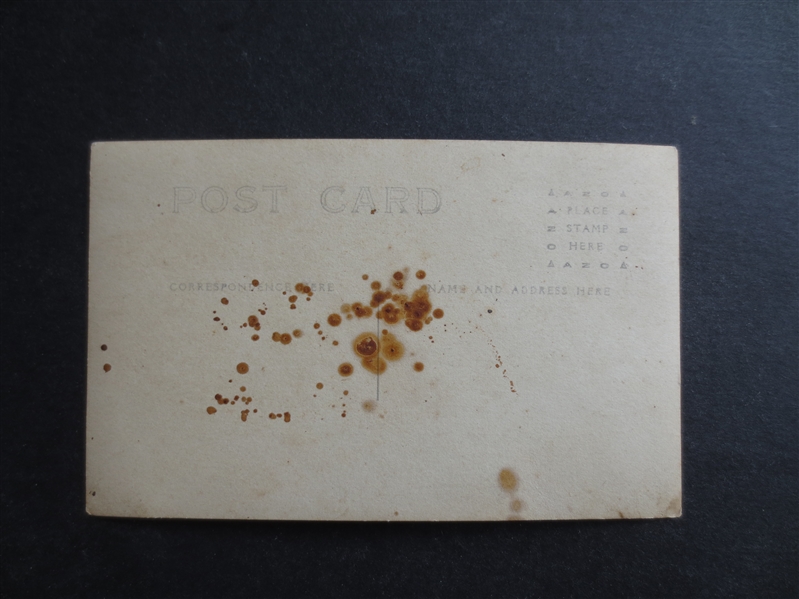 POST CARD
AZO
A PLACE A
Z STAMP Z
O HERE O
AZO
CORRESPONDENCE HERE
NAME AND ADDRESS HERE